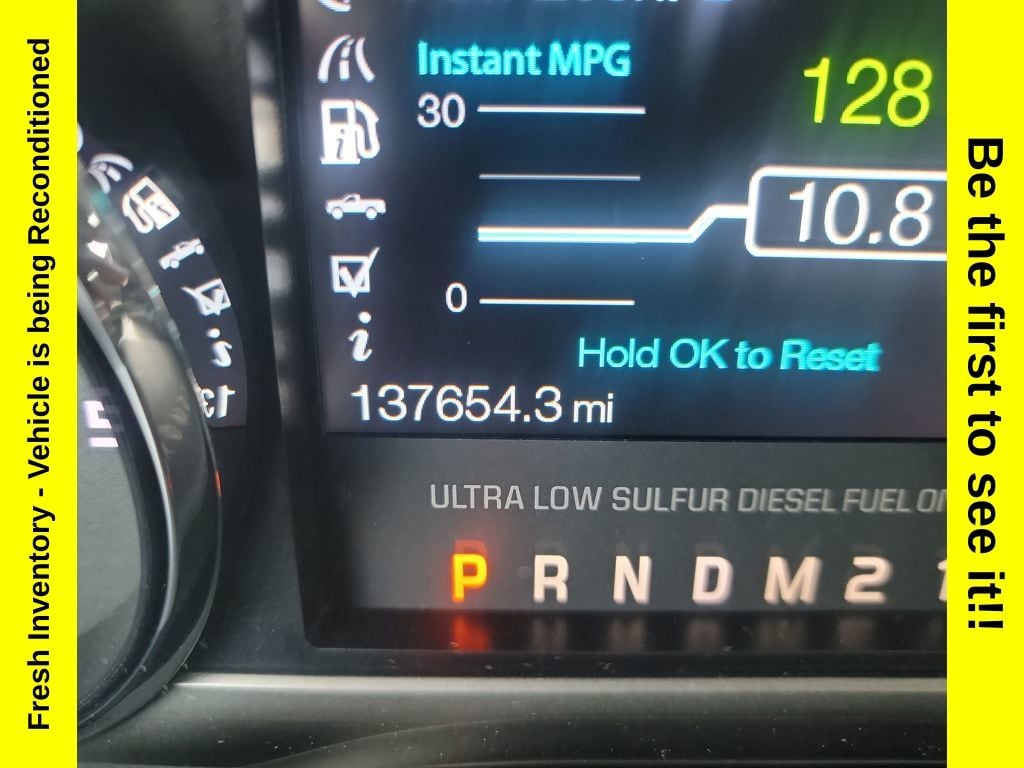 Fresh Inventory - Vehicle is being Reconditioned
Instant MPG
30
128
10.8
0
Hold OK to Reset
137654.3 mi
ULTRA LOW SULFUR DIESEL FUEL
P R N D M 2
Be the first to see it!!